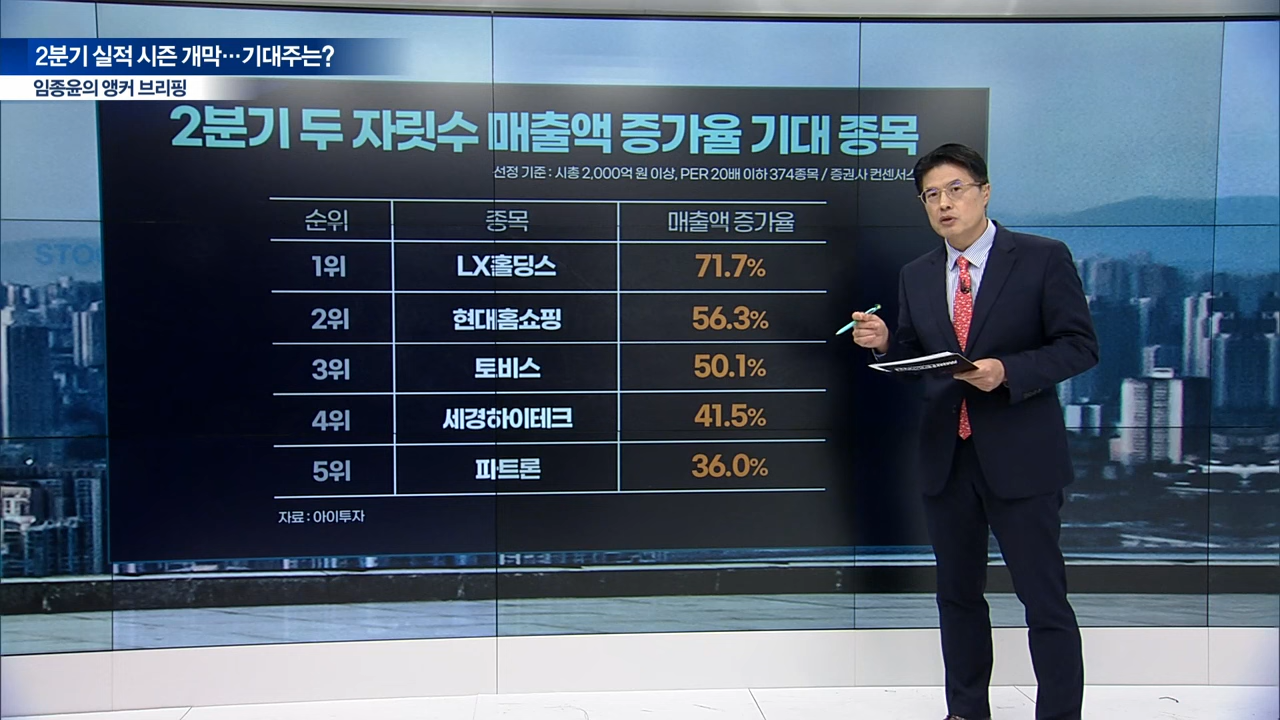 2분기 실적 시즌 개막…기대주는?
임종윤의 앵커 브리핑
2분기 두 자릿수 매출액 증가율 기대 종목
선정 기준 : 시총 2,000억 원 이상, PER 20배 이하 374종목 / 증권사 컨센서스
순위 종목 매출액 증가율
1위 LX홀딩스 71.7%
2위 현대홈쇼핑 56.3%
3위 토비스 50.1%
4위 세경하이테크 41.5%
5위 파트론 36.0%
자료 : 아이투자